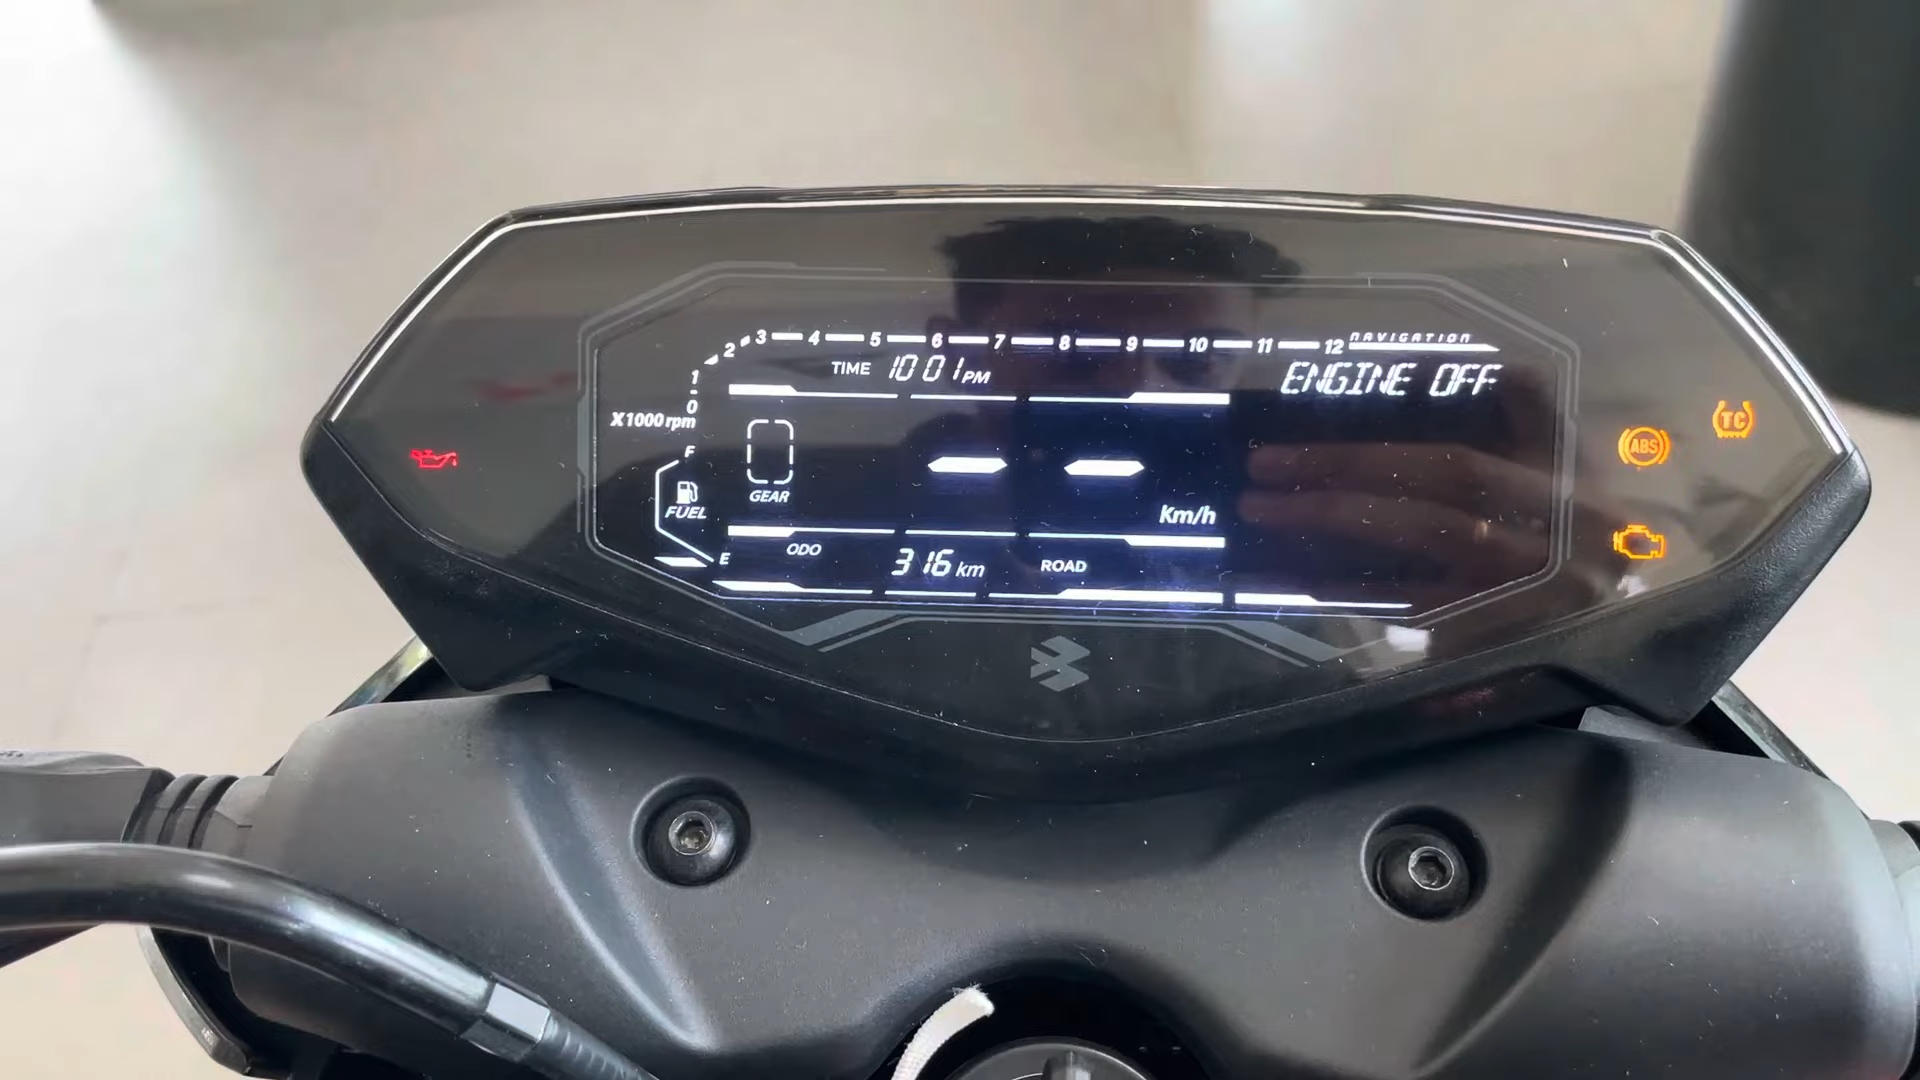 0 1 2 3 4 5 6 7 8 9 10 11 12
NAVIGATION
TIME 10 01 PM
ENGINE OFF
X1000 rpm
F
FUEL
E
GEAR
-- Km/h
ODO 316 km ROAD
ABS
TC